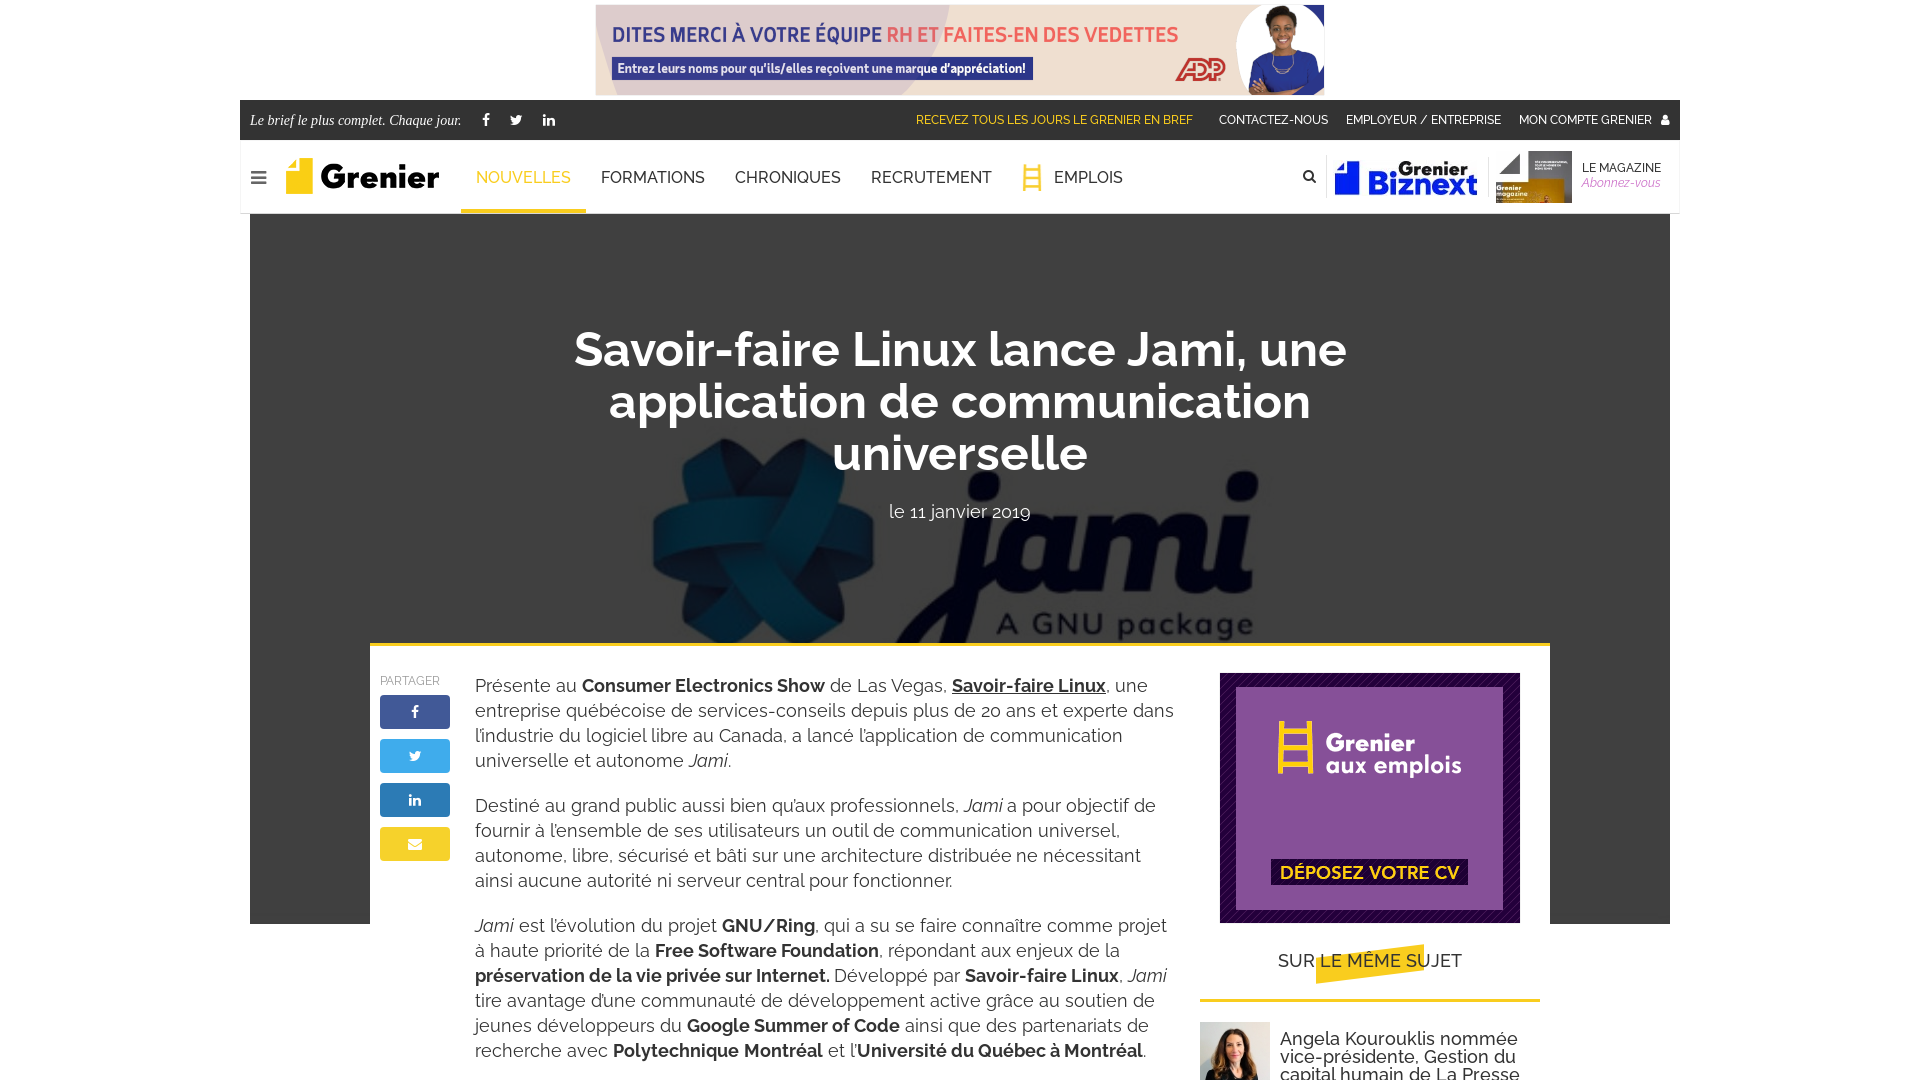 DITES MERCI À VOTRE ÉQUIPE RH ET FAITES-EN DES VEDETTES
Entrez leurs noms pour qu'ils/elles reçoivent une marque d'appréciation!
ADP
Le brief le plus complet. Chaque jour.
RECEVEZ TOUS LES JOURS LE GRENIER EN BREF
CONTACTEZ-NOUS
EMPLOYEUR / ENTREPRISE
MON COMPTE GRENIER
Grenier
NOUVELLES
FORMATIONS
CHRONIQUES
RECRUTEMENT
EMPLOIS
Grenier
Biznext
Grenier
magazine
LE MAGAZINE
Abonnez-vous
Savoir-faire Linux lance Jami, une
application de communication
universelle
le 11 janvier 2019
jami
A GNU package
PARTAGER
Présente au Consumer Electronics Show de Las Vegas, Savoir-faire Linux, une
entreprise québécoise de services-conseils depuis plus de 20 ans et experte dans
l’industrie du logiciel libre au Canada, a lancé l’application de communication
universelle et autonome Jami.
Destiné au grand public aussi bien qu’aux professionnels, Jami a pour objectif de
fournir à l’ensemble de ses utilisateurs un outil de communication universel,
autonome, libre, sécurisé et bâti sur une architecture distribuée ne nécessitant
ainsi aucune autorité ni serveur central pour fonctionner.
Jami est l’évolution du projet GNU/Ring, qui a su se faire connaître comme projet
à haute priorité de la Free Software Foundation, répondant aux enjeux de la
préservation de la vie privée sur Internet. Développé par Savoir-faire Linux, Jami
tire avantage d’une communauté de développement active grâce au soutien de
jeunes développeurs du Google Summer of Code ainsi que des partenariats de
recherche avec Polytechnique Montréal et l’Université du Québec à Montréal.
Grenier
aux emplois
DÉPOSEZ VOTRE CV
SUR LE MÊME SUJET
Angela Kourouklis nommée
vice-présidente, Gestion du
capital humain de La Presse